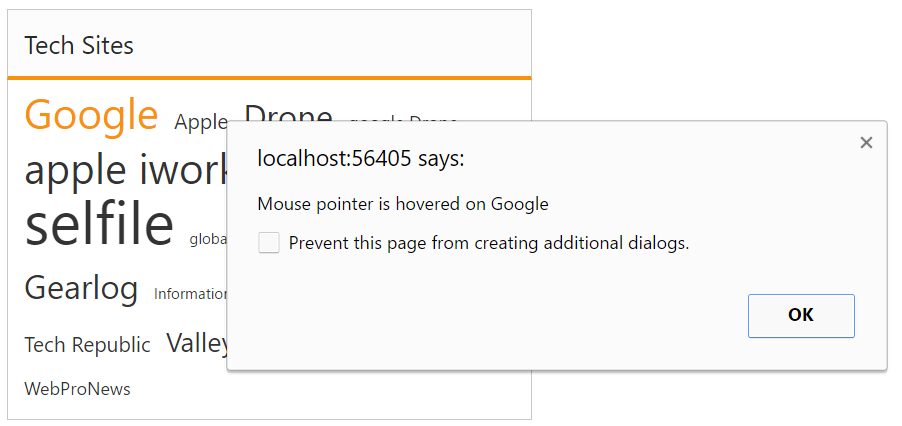 Tech Sites
Google Apple Drone google Drone
apple iwork
localhost:56405 says:
selfile
Mouse pointer is hovered on Google
Prevent this page from creating additional dialogs.
Gearlog Information
OK
Tech Republic Valley
WebProNews